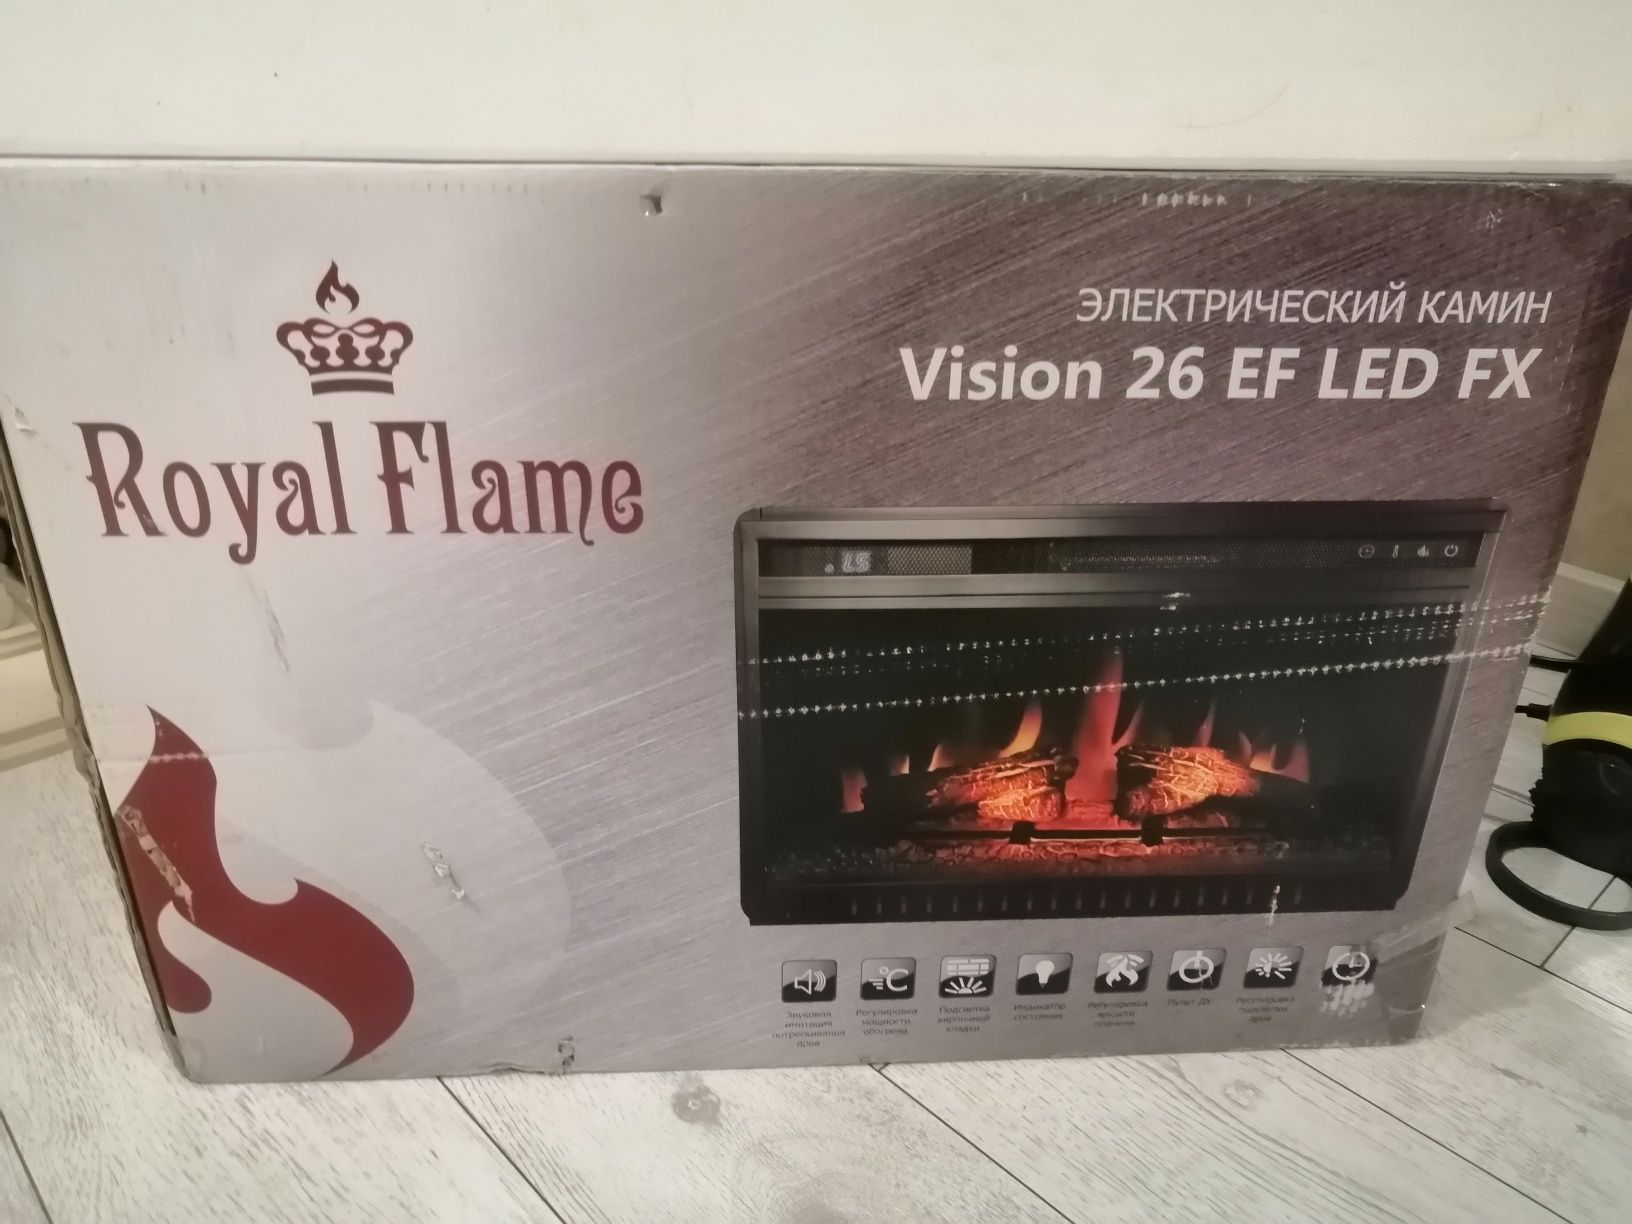 Royal Flame
ЭЛЕКТРИЧЕСКИЙ КАМИН
Vision 26 EF LED FX
°C
Звуковая
имитация
потрескивания
дров
Регулировка
мощности
обогрева
Подсветка
кирпичной
кладки
Индикатор
состояния
Регулировка
яркости
пламени
Пульт ДУ
Регулировка
подсветки
дров